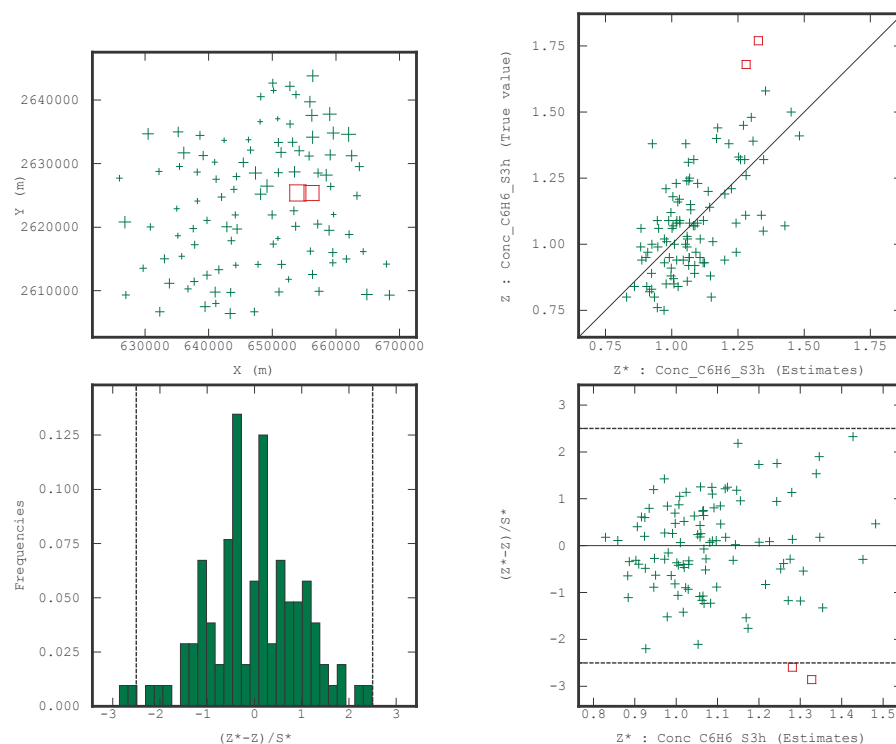 2640000
2630000
2620000
2610000
Y (m)
630000 640000 650000 660000 670000
X (m)
1.75
1.50
1.25
1.00
0.75
Z : Conc_C6H6_S3h (True value)
0.75 1.00 1.25 1.50 1.75
Z* : Conc_C6H6_S3h (Estimates)
0.125
0.100
0.075
0.050
0.025
0.000
Frequencies
-3 -2 -1 0 1 2 3
(Z*-Z)/S*
3
2
1
0
-1
-2
-3
(Z*-Z)/S*
0.8 0.9 1.0 1.1 1.2 1.3 1.4 1.5
Z* : Conc C6H6 S3h (Estimates)